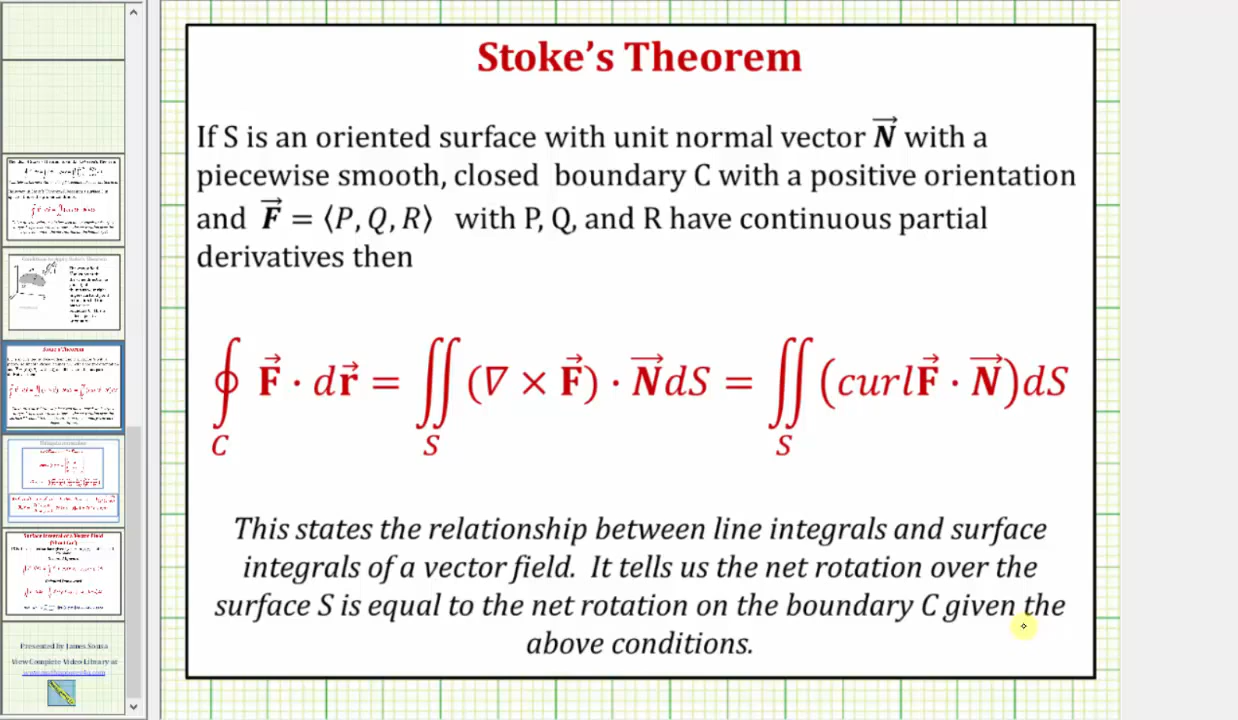 Stoke's Theorem
If S is an oriented surface with unit normal vector N⃗ with a
piecewise smooth, closed boundary C with a positive orientation
and F⃗ = ⟨P, Q, R⟩ with P, Q, and R have continuous partial
derivatives then
∮_C F⃗ · dr⃗ = ∬_S (∇ × F⃗) · N⃗dS = ∬_S (curlF⃗ · N⃗)dS
This states the relationship between line integrals and surface
integrals of a vector field. It tells us the net rotation over the
surface S is equal to the net rotation on the boundary C given the
above conditions.
Presented by James Sousa
View Complete Video Library at